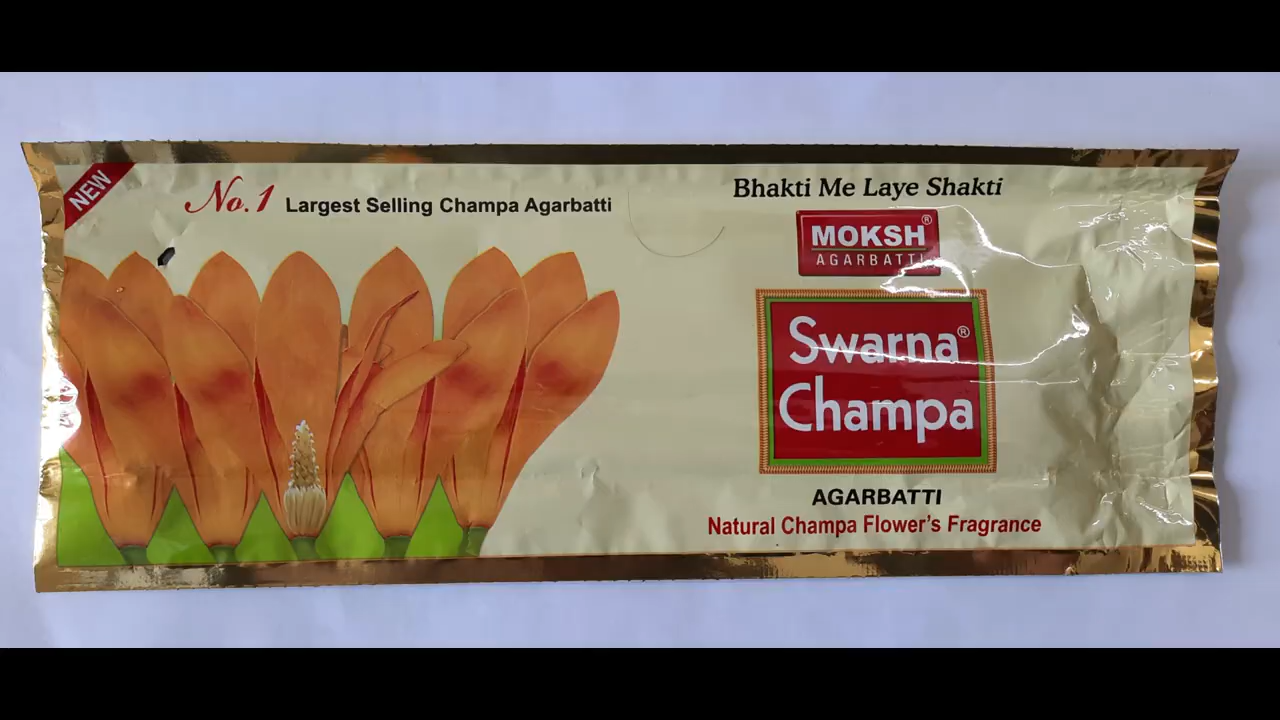 NEW
No.1 Largest Selling Champa Agarbatti
Bhakti Me Laye Shakti
MOKSH®
AGARBATTI
Swarna®
Champa
AGARBATTI
Natural Champa Flower's Fragrance